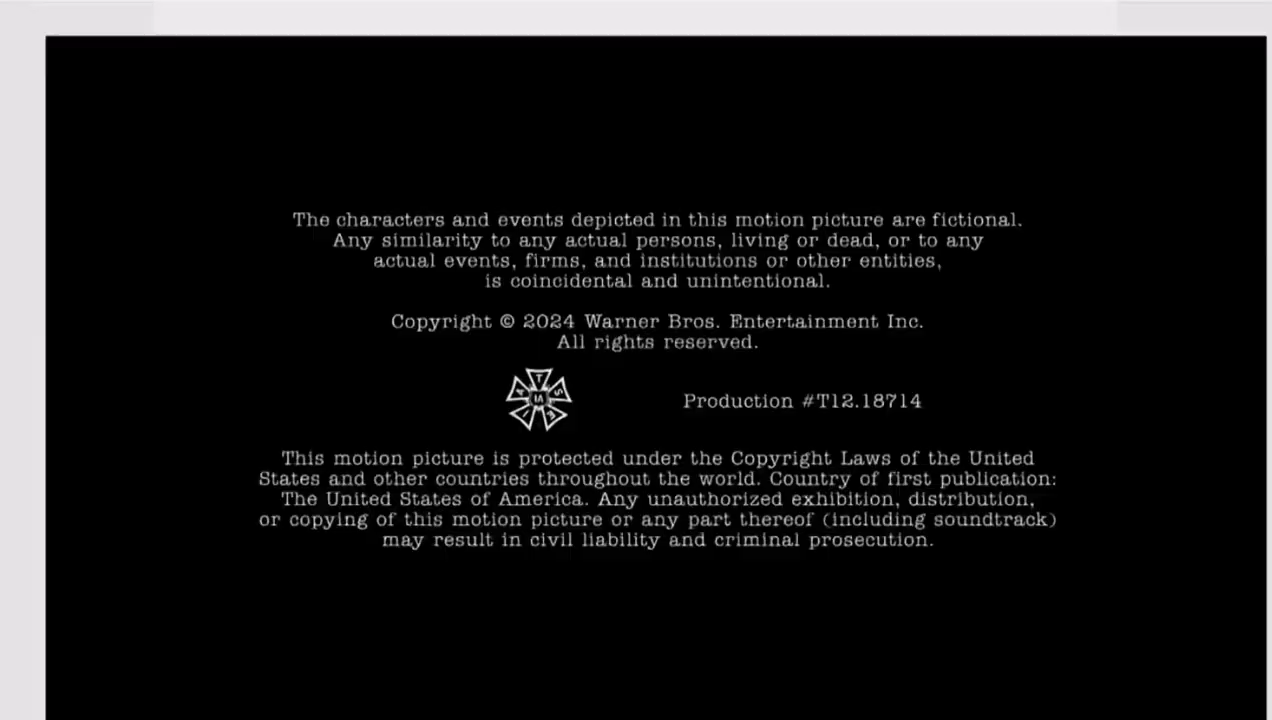 The characters and events depicted in this motion picture are fictional.
Any similarity to any actual persons, living or dead, or to any
actual events, firms, and institutions or other entities,
is coincidental and unintentional.
Copyright © 2024 Warner Bros. Entertainment Inc.
All rights reserved.
I A T S E
Production #T12.18714
This motion picture is protected under the Copyright Laws of the United
States and other countries throughout the world. Country of first publication:
The United States of America. Any unauthorized exhibition, distribution,
or copying of this motion picture or any part thereof (including soundtrack)
may result in civil liability and criminal prosecution.